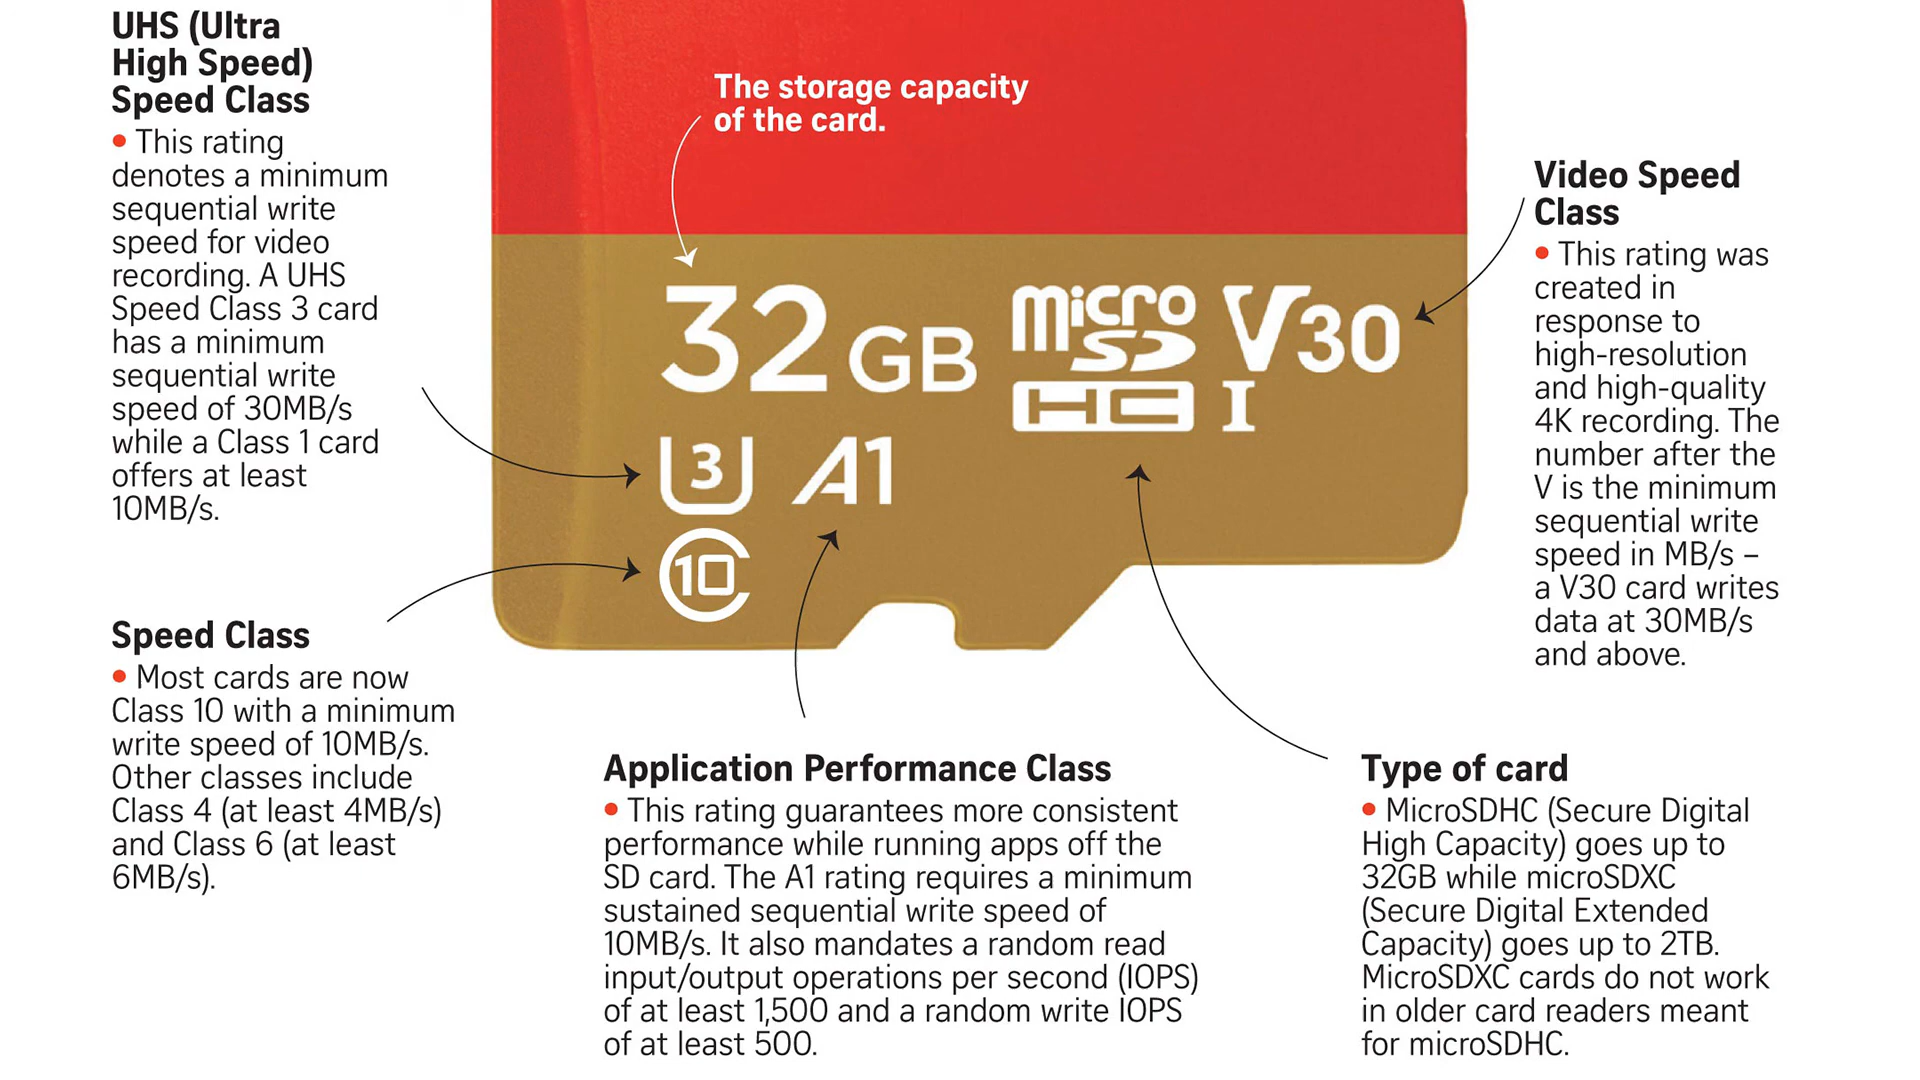 UHS (Ultra
High Speed)
Speed Class
• This rating
denotes a minimum
sequential write
speed for video
recording. A UHS
Speed Class 3 card
has a minimum
sequential write
speed of 30MB/s
while a Class 1 card
offers at least
10MB/s.
Speed Class
• Most cards are now
Class 10 with a minimum
write speed of 10MB/s.
Other classes include
Class 4 (at least 4MB/s)
and Class 6 (at least
6MB/s).
The storage capacity
of the card.
32 GB
micro
SD
HC I
V30
3 A1
10
Application Performance Class
• This rating guarantees more consistent
performance while running apps off the
SD card. The A1 rating requires a minimum
sustained sequential write speed of
10MB/s. It also mandates a random read
input/output operations per second (IOPS)
of at least 1,500 and a random write IOPS
of at least 500.
Video Speed
Class
• This rating was
created in
response to
high-resolution
and high-quality
4K recording. The
number after the
V is the minimum
sequential write
speed in MB/s –
a V30 card writes
data at 30MB/s
and above.
Type of card
• MicroSDHC (Secure Digital
High Capacity) goes up to
32GB while microSDXC
(Secure Digital Extended
Capacity) goes up to 2TB.
MicroSDXC cards do not work
in older card readers meant
for microSDHC.